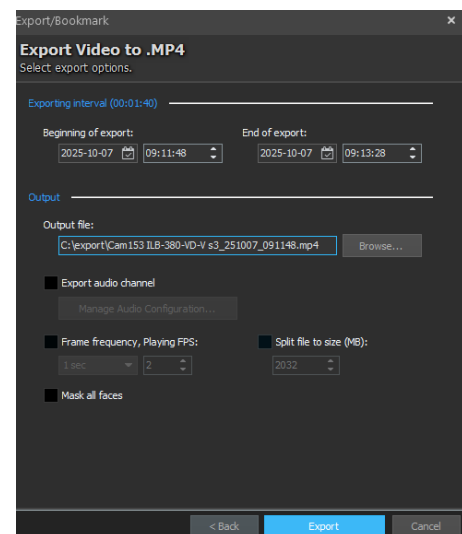 Export/Bookmark
Export Video to .MP4
Select export options.
Exporting interval (00:01:40)
Beginning of export: End of export:
2025-10-07 09:11:48 2025-10-07 09:13:28
Output
Output file:
C:\export\Cam153 ILB-380-VD-V s3_251007_091148.mp4 Browse...
Export audio channel
Manage Audio Configuration...
Frame frequency, Playing FPS: Split file to size (MB):
1 sec 2 2032
Mask all faces
< Back Export Cancel